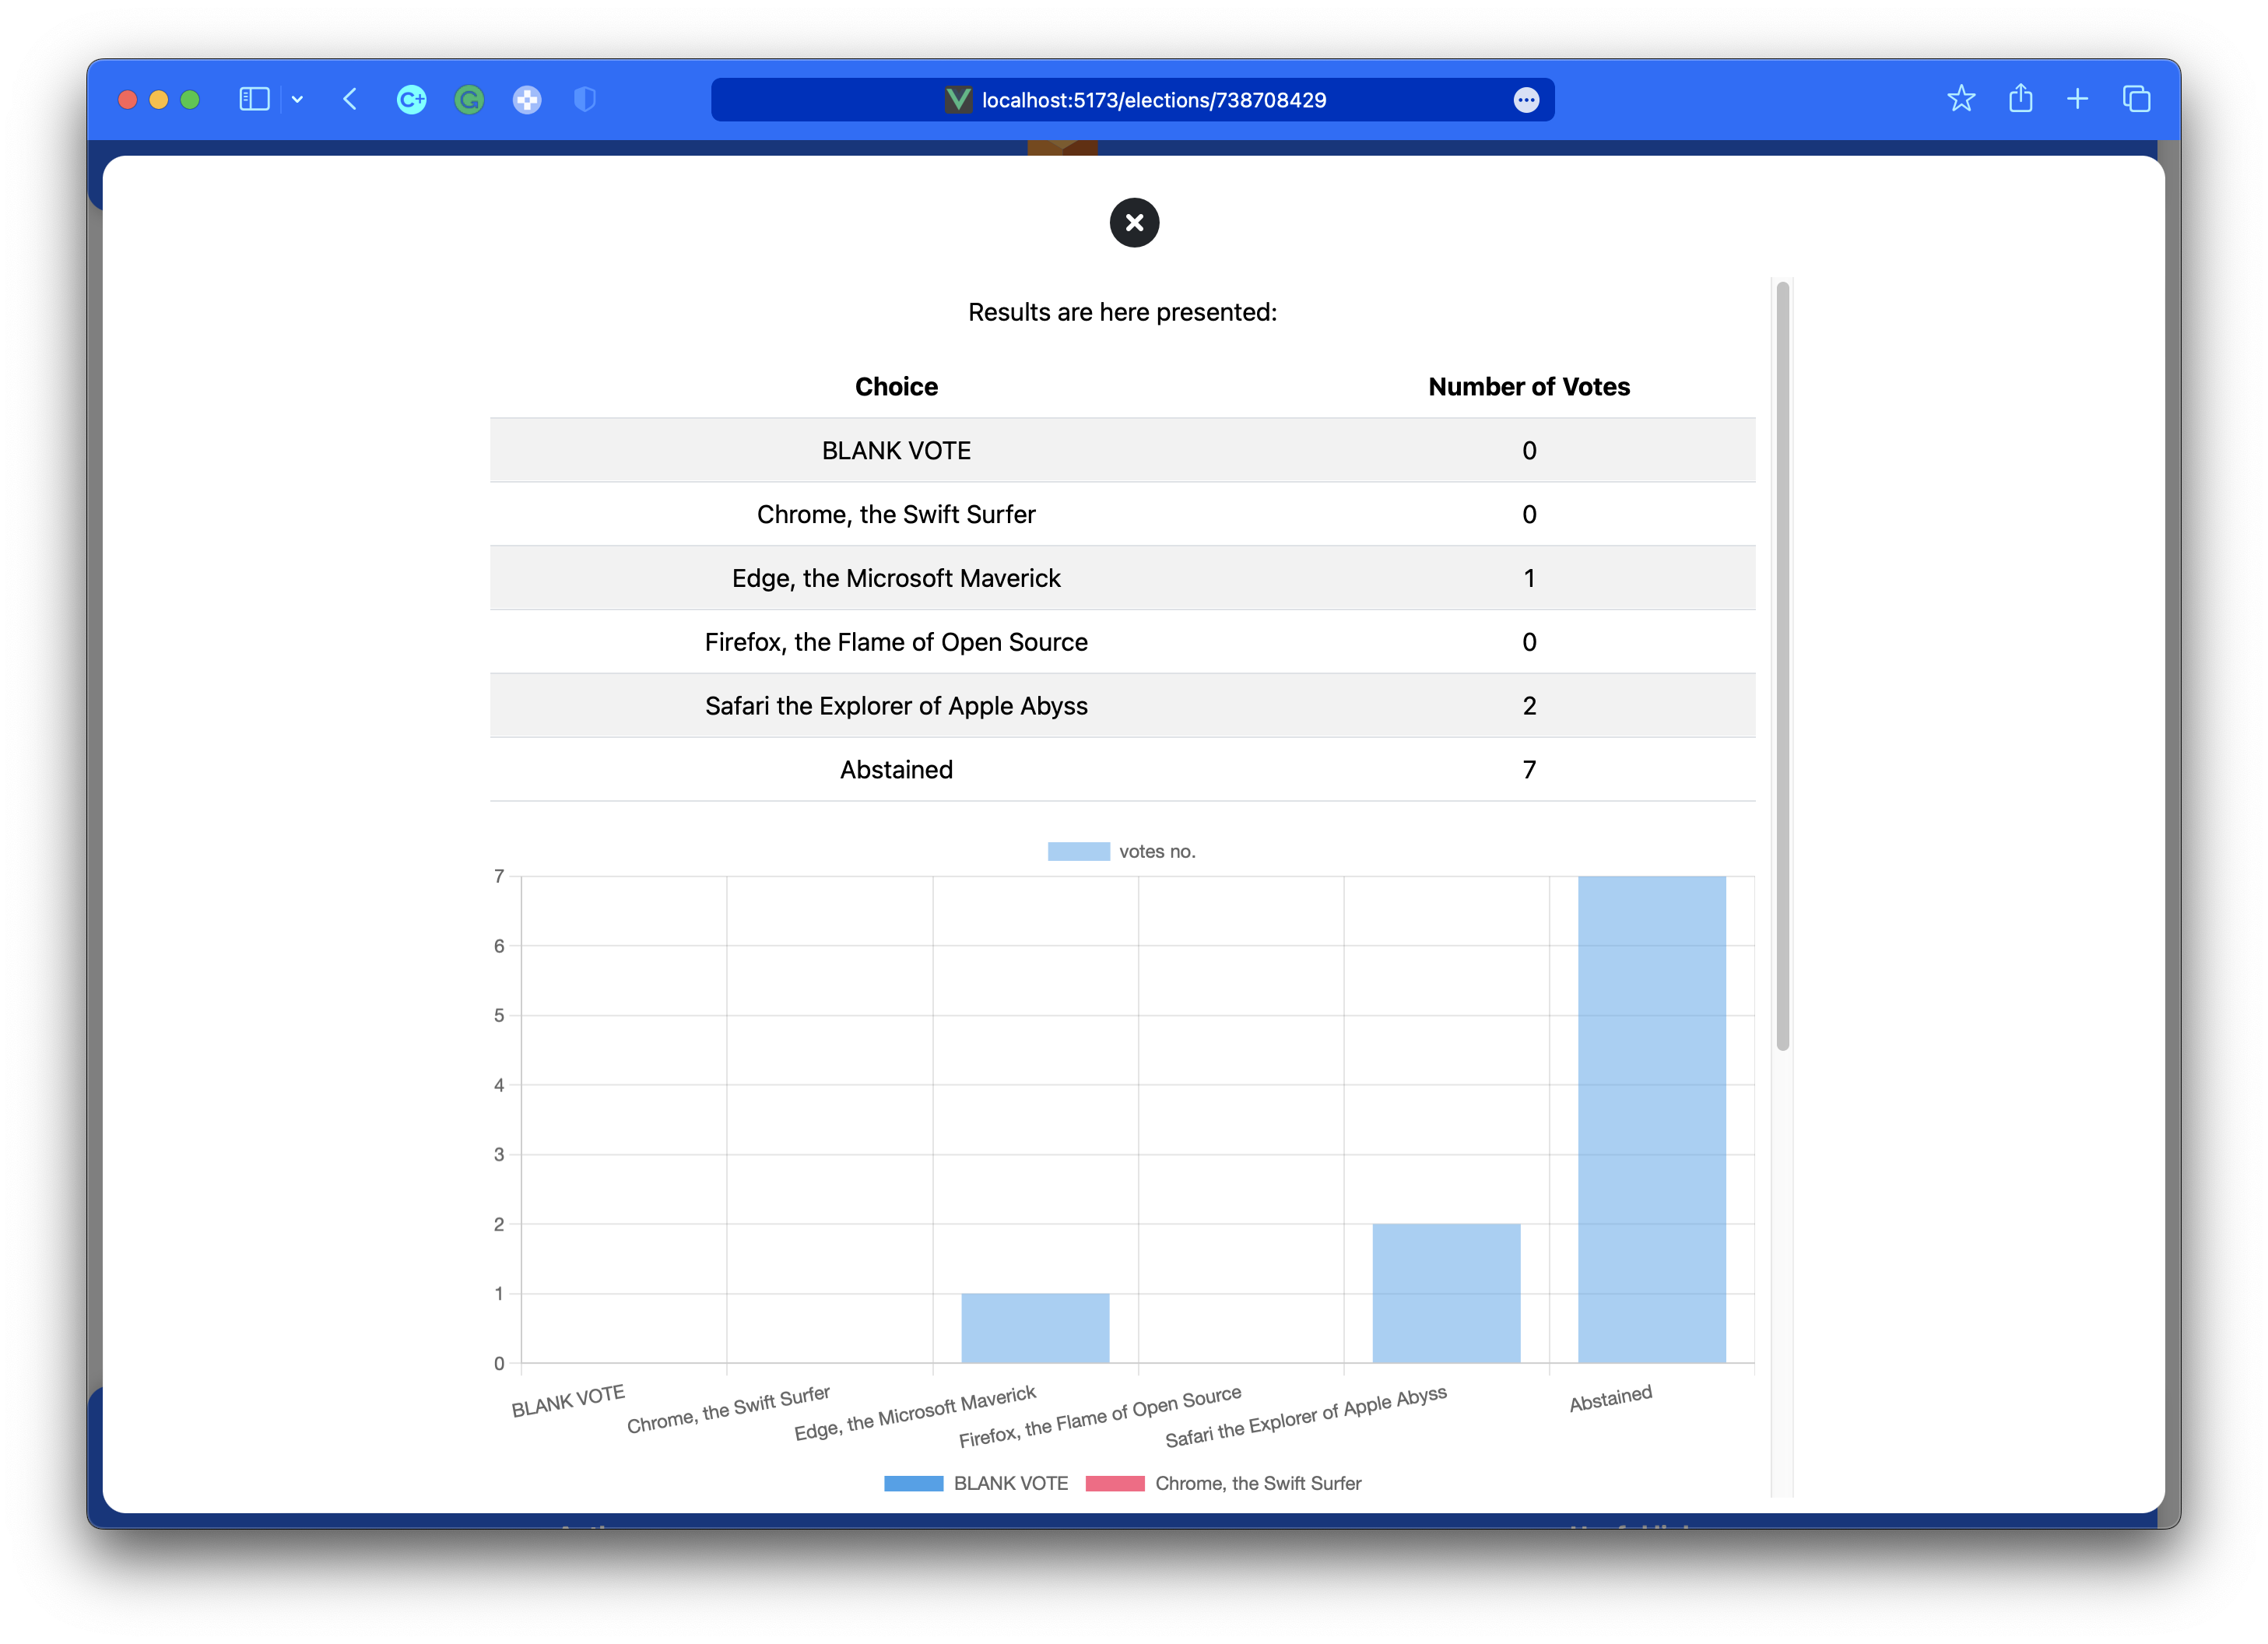 localhost:5173/elections/738708429
Results are here presented:
Choice Number of Votes
BLANK VOTE 0
Chrome, the Swift Surfer 0
Edge, the Microsoft Maverick 1
Firefox, the Flame of Open Source 0
Safari the Explorer of Apple Abyss 2
Abstained 7
votes no.
7
6
5
4
3
2
1
0
BLANK VOTE
Chrome, the Swift Surfer
Edge, the Microsoft Maverick
Firefox, the Flame of Open Source
Safari the Explorer of Apple Abyss
Abstained
BLANK VOTE Chrome, the Swift Surfer